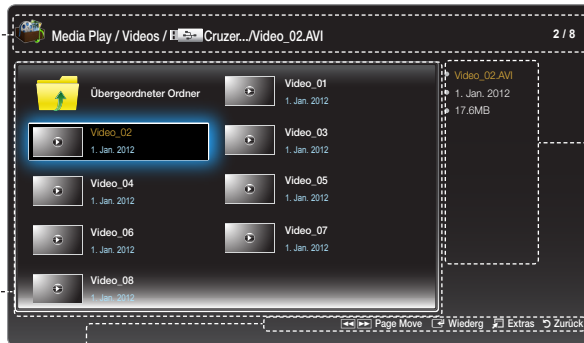 Media Play / Videos / Cruzer.../Video_02.AVI
2 / 8
Übergeordneter Ordner
Video_01
1. Jan. 2012
Video_02
1. Jan. 2012
Video_03
1. Jan. 2012
Video_04
1. Jan. 2012
Video_05
1. Jan. 2012
Video_06
1. Jan. 2012
Video_07
1. Jan. 2012
Video_08
1. Jan. 2012
Video_02.AVI
1. Jan. 2012
17.6MB
Page Move Wiederg Extras Zurück